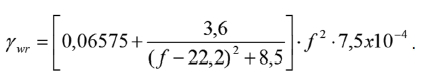 γ_wr = [0,06575 + 3,6 / ((f − 22,2)² + 8,5)] · f² · 7,5x10⁻⁴ .